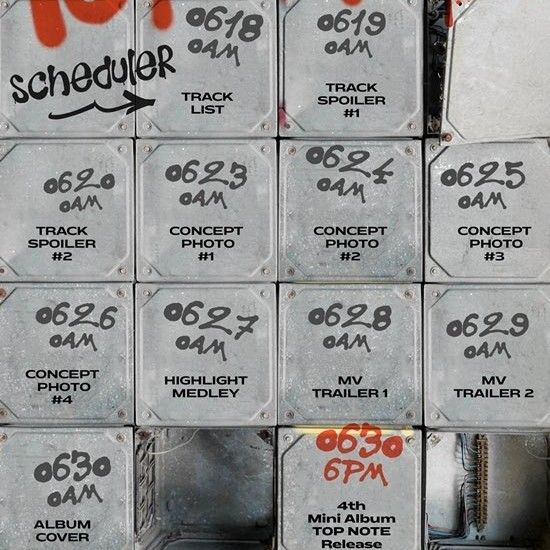 scheduler
0618
0AM
TRACK
LIST
0619
0AM
TRACK
SPOILER
#1
0620
0AM
TRACK
SPOILER
#2
0623
0AM
CONCEPT
PHOTO
#1
0624
0AM
CONCEPT
PHOTO
#2
0625
0AM
CONCEPT
PHOTO
#3
0626
0AM
CONCEPT
PHOTO
#4
0627
0AM
HIGHLIGHT
MEDLEY
0628
0AM
MV
TRAILER 1
0629
0AM
MV
TRAILER 2
0630
0AM
ALBUM
COVER
0630
6PM
4th
Mini Album
TOP NOTE
Release